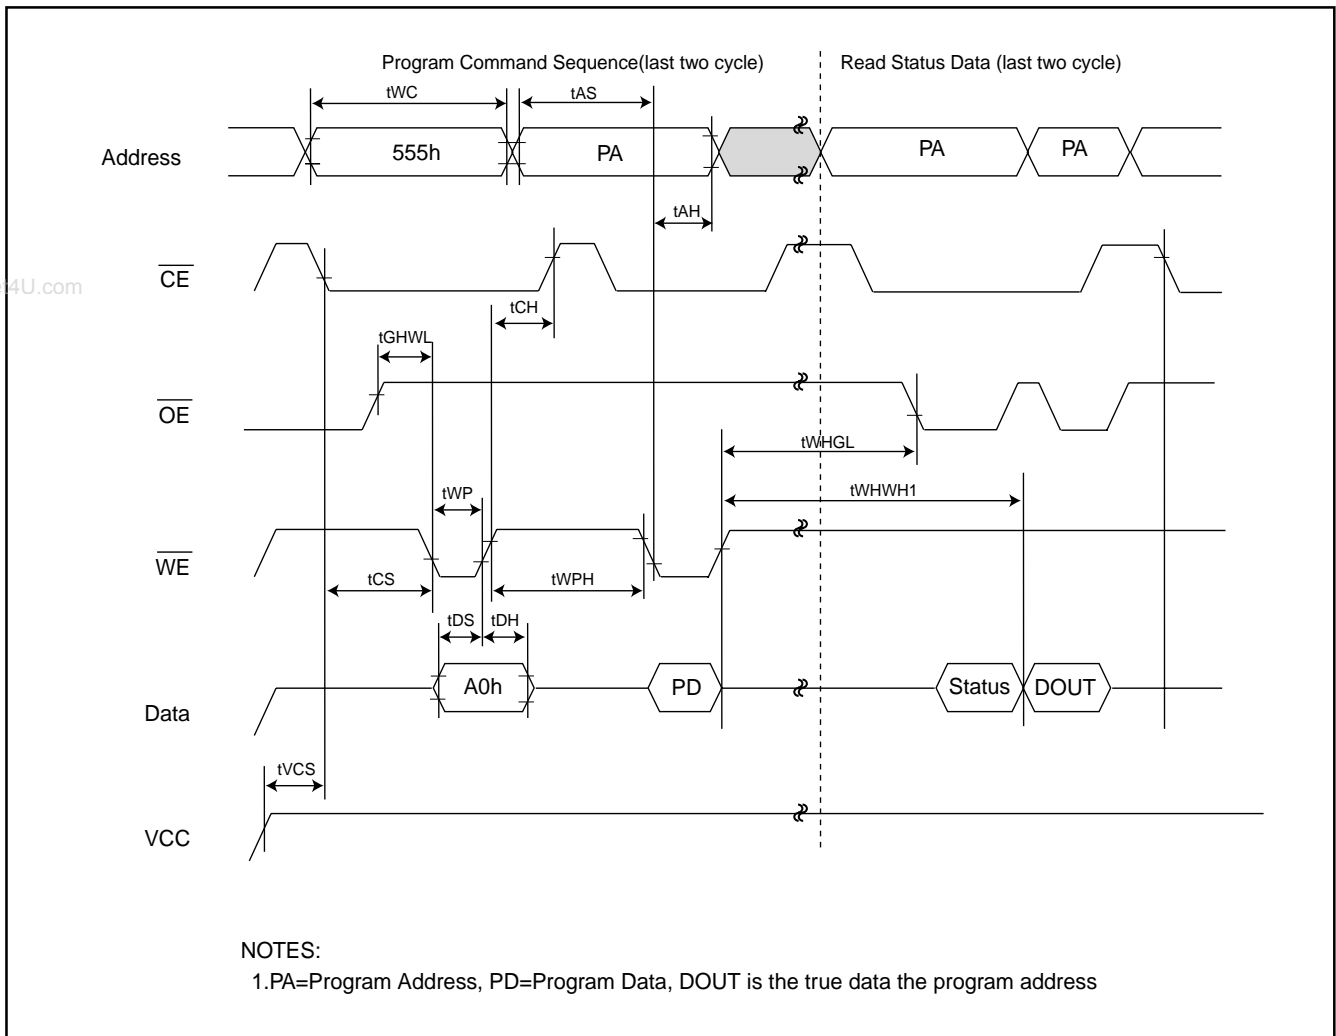 Program Command Sequence(last two cycle)
Read Status Data (last two cycle)
tWC
tAS
Address
555h
PA
PA
PA
tAH
CE
et4U.com
tCH
tGHWL
OE
tWHGL
tWP
tWHWH1
WE
tCS
tWPH
tDS
tDH
Data
A0h
PD
Status
DOUT
tVCS
VCC
NOTES:
1.PA=Program Address, PD=Program Data, DOUT is the true data the program address